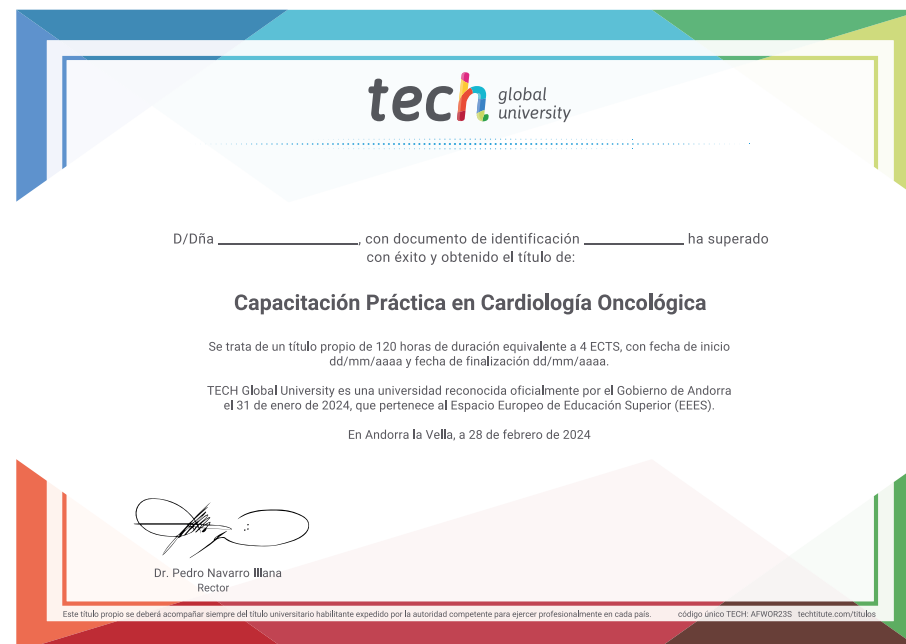 tech global university
D/Dña ____________, con documento de identificación ____________ ha superado
con éxito y obtenido el título de:
Capacitación Práctica en Cardiología Oncológica
Se trata de un título propio de 120 horas de duración equivalente a 4 ECTS, con fecha de inicio
dd/mm/aaaa y fecha de finalización dd/mm/aaaa.
TECH Global University es una universidad reconocida oficialmente por el Gobierno de Andorra
el 31 de enero de 2024, que pertenece al Espacio Europeo de Educación Superior (EEES).
En Andorra la Vella, a 28 de febrero de 2024
Dr. Pedro Navarro Illana
Rector
Este título propio se deberá acompañar siempre del título universitario habilitante expedido por la autoridad competente para ejercer profesionalmente en cada país. código único TECH: AFWOR23S techtitute.com/titulos